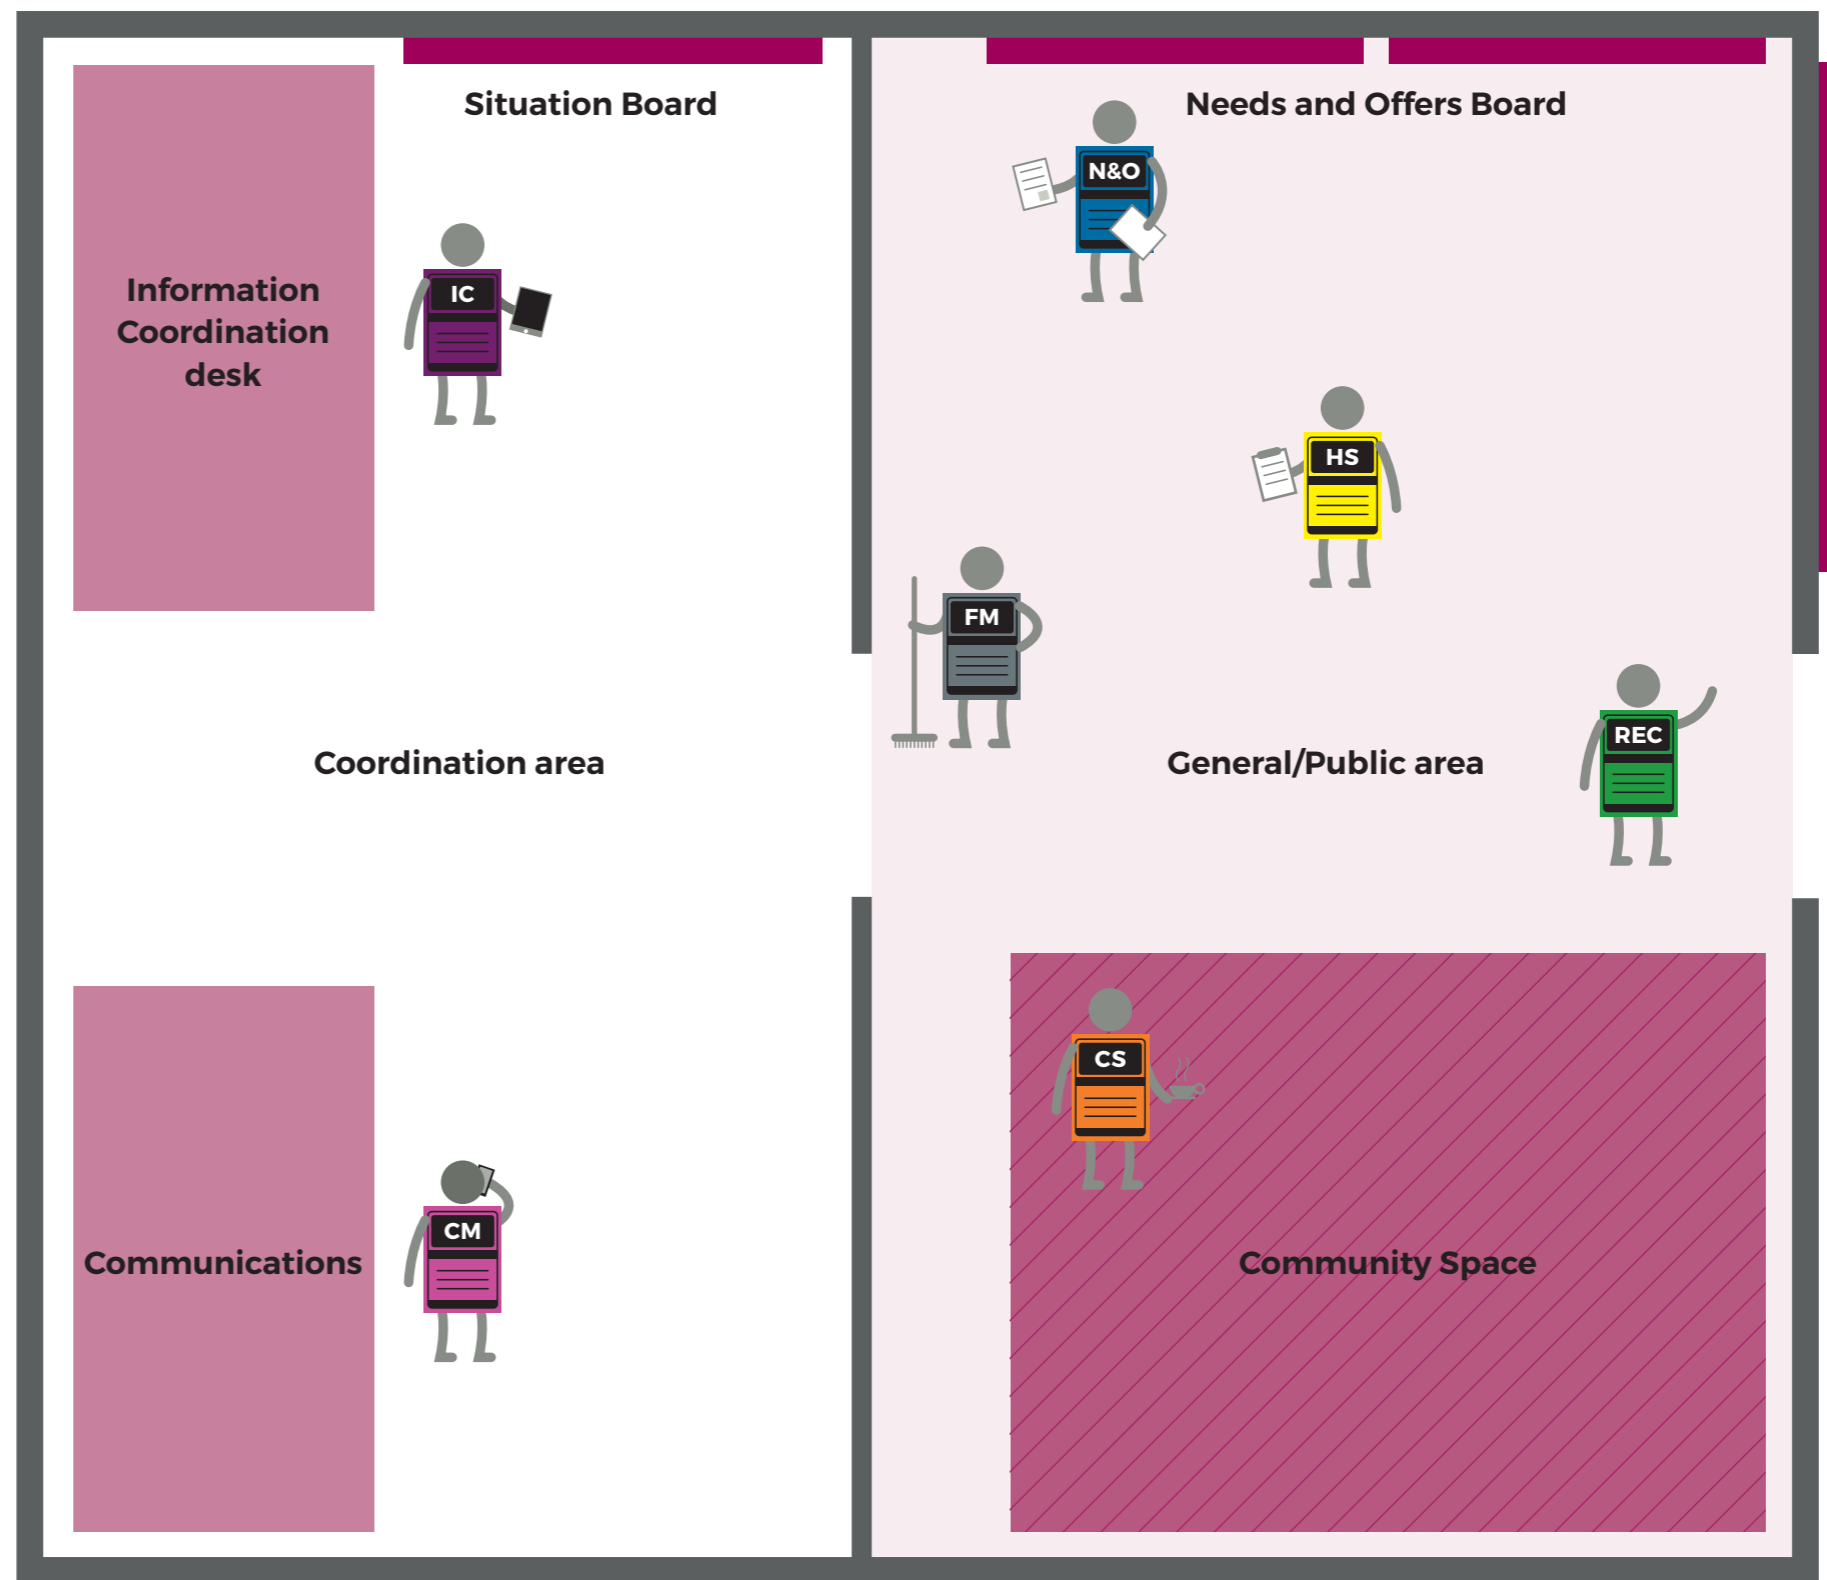 Situation Board
Needs and Offers Board
N&O
Information
Coordination
desk
IC
HS
FM
REC
Coordination area
General/Public area
CS
CM
Communications
Community Space